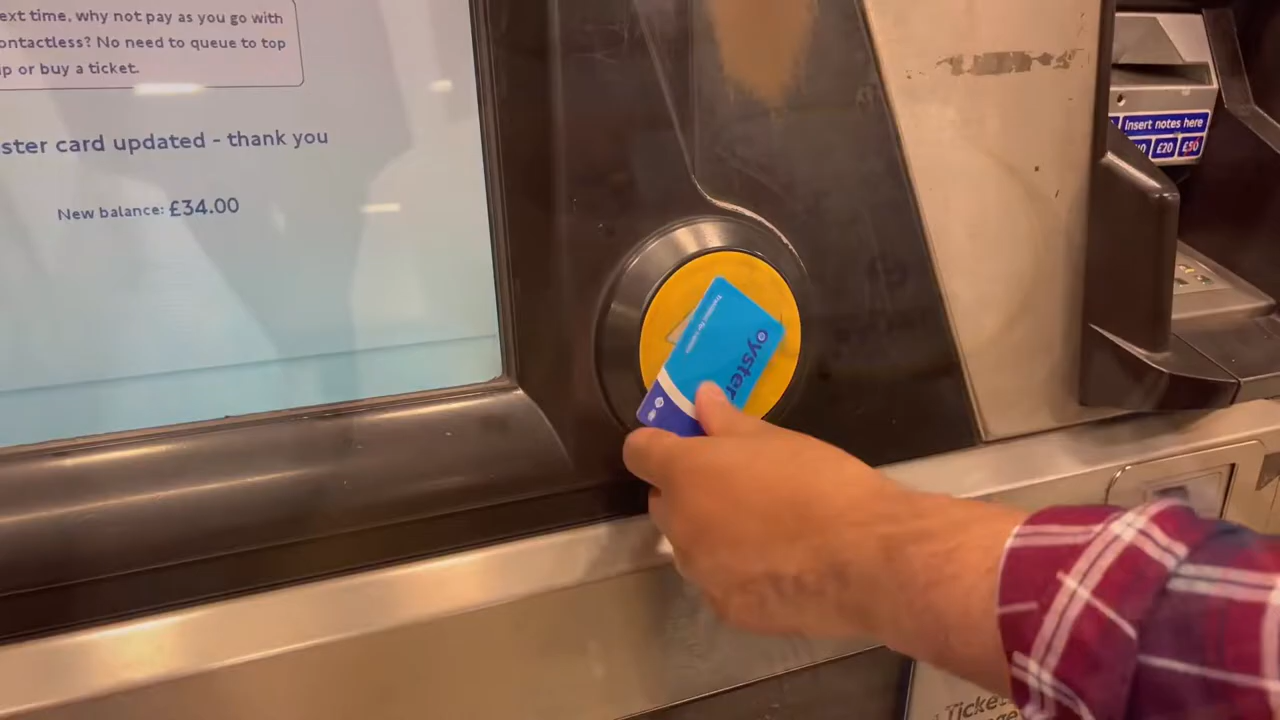 ext time, why not pay as you go with
ontactless? No need to queue to top
p or buy a ticket.
ster card updated - thank you
New balance: £34.00
Insert notes here
£20 £50
oyster
Ticket